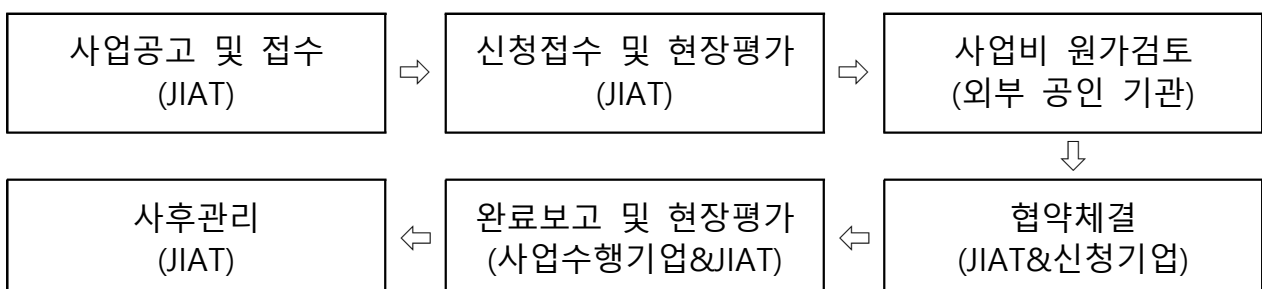 사업공고 및 접수
(JIAT)
신청접수 및 현장평가
(JIAT)
사업비 원가검토
(외부 공인 기관)
협약체결
(JIAT&신청기업)
완료보고 및 현장평가
(사업수행기업&JIAT)
사후관리
(JIAT)